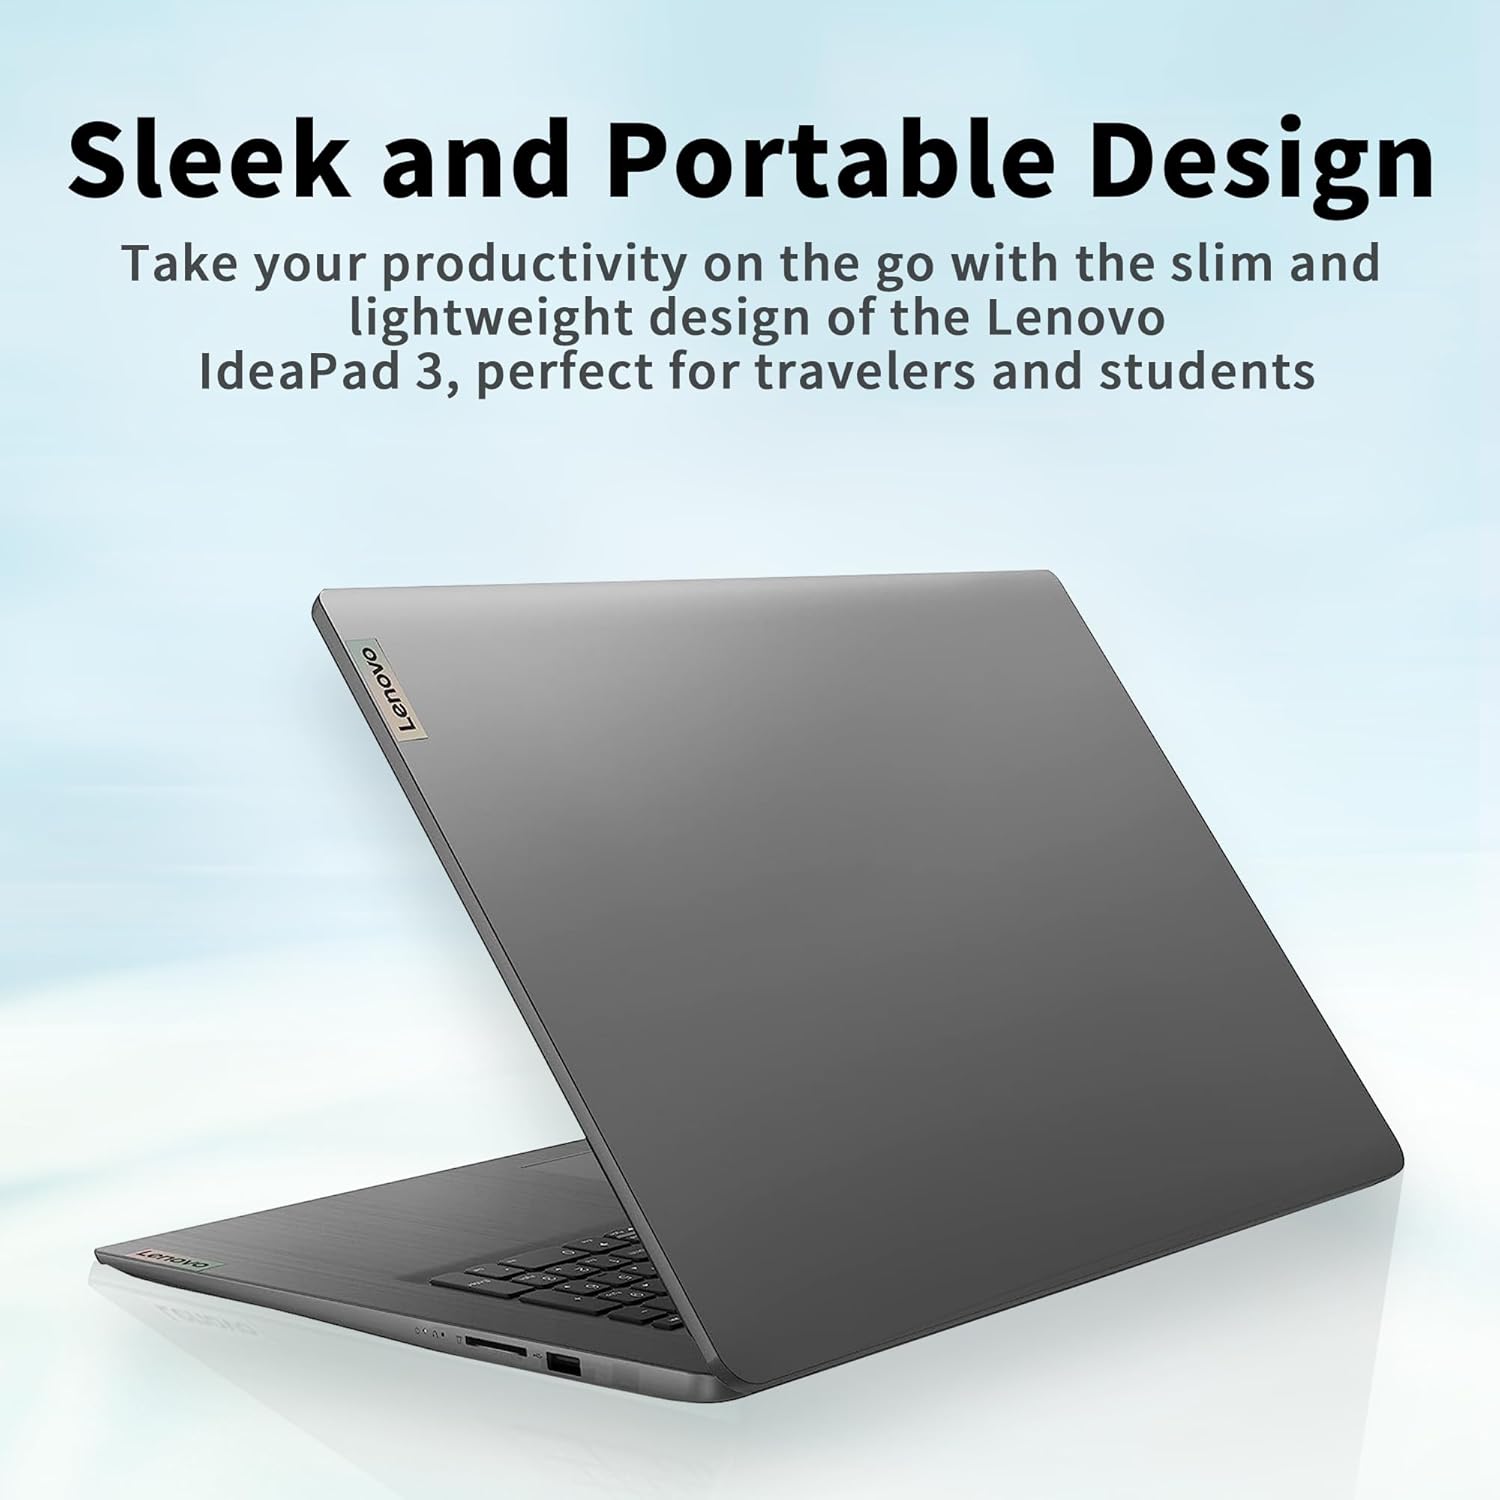 Sleek and Portable Design
Take your productivity on the go with the slim and
lightweight design of the Lenovo
IdeaPad 3, perfect for travelers and students
Lenovo
Lenovo